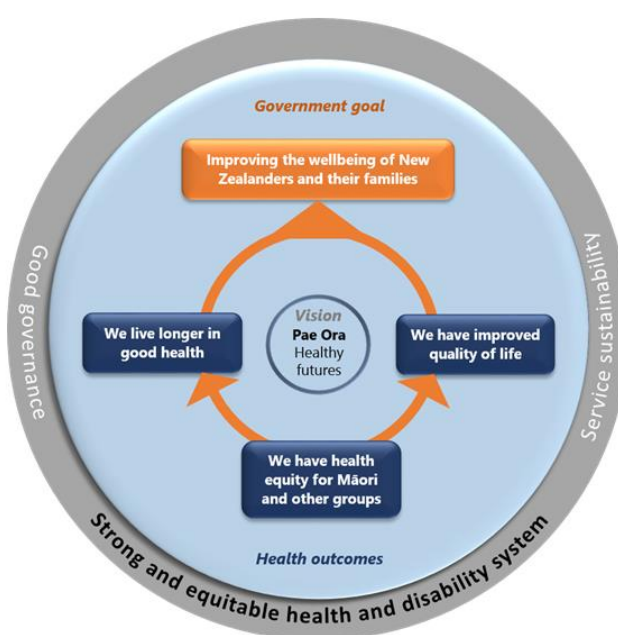 Government goal
Improving the wellbeing of New
Zealanders and their families
Good governance
Service sustainability
Vision
Pae Ora
Healthy
futures
We live longer in
good health
We have improved
quality of life
We have health
equity for Māori
and other groups
Health outcomes
Strong and equitable health and disability system